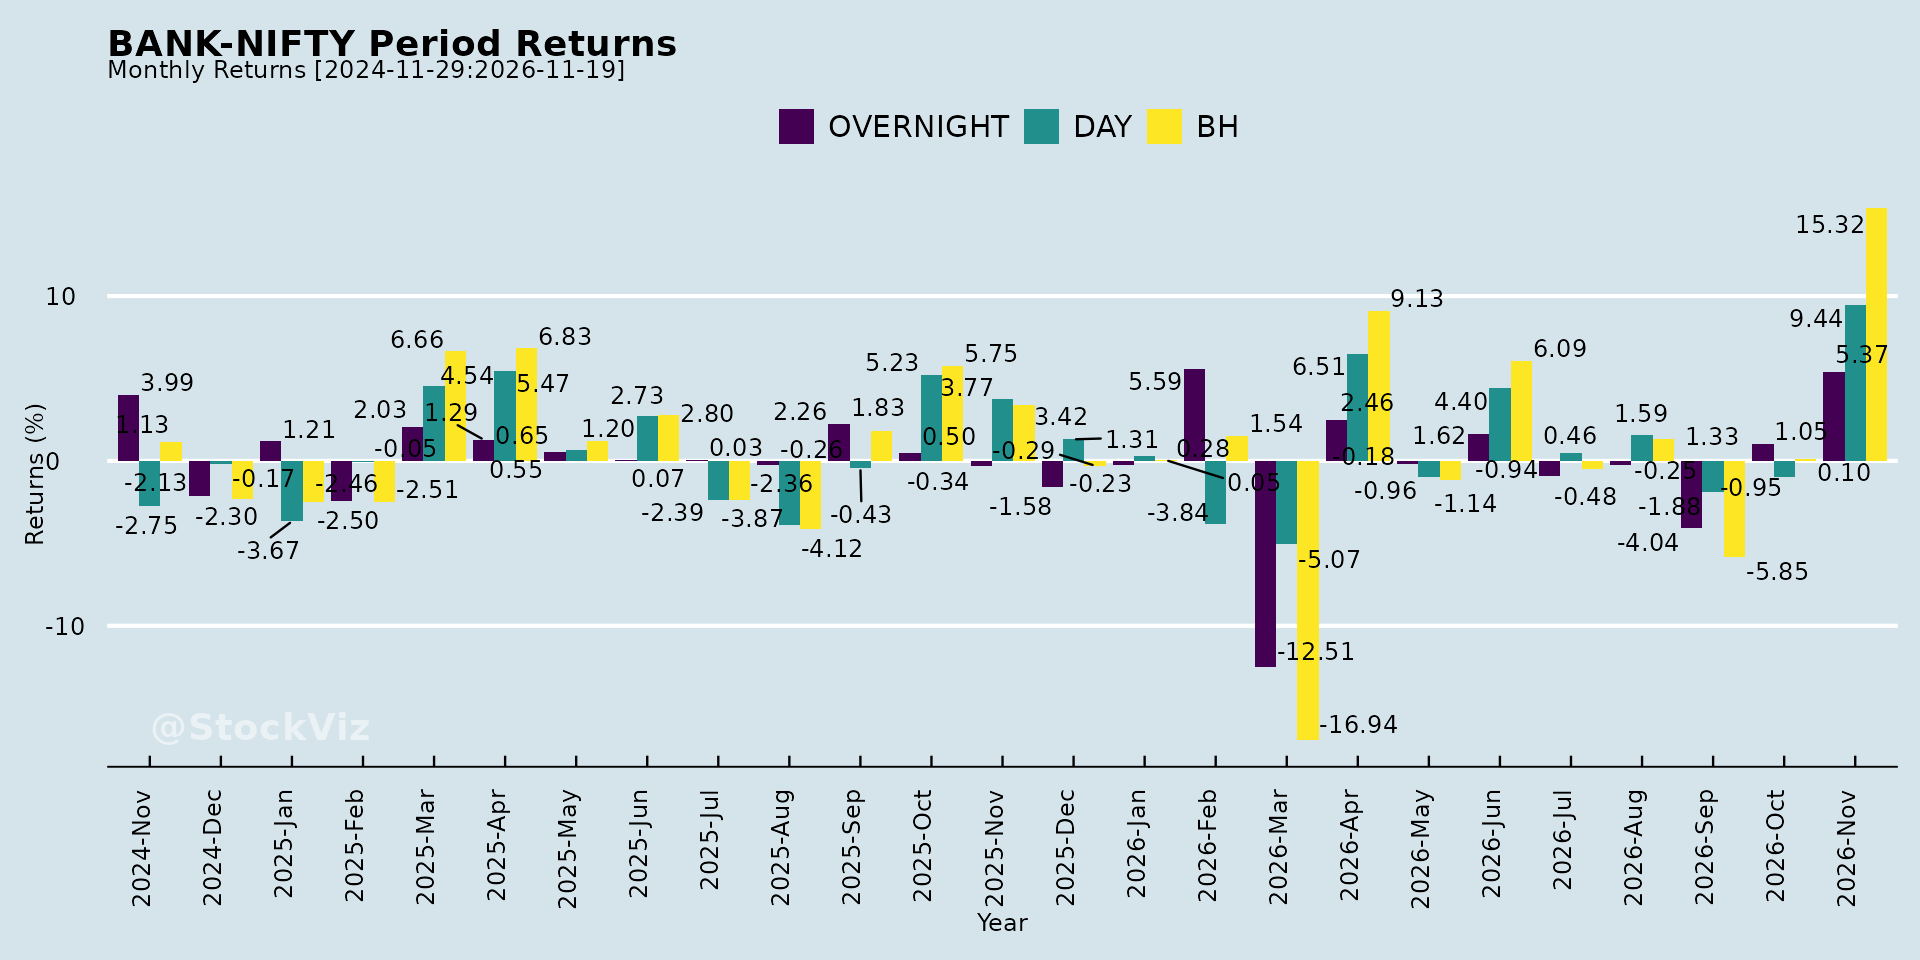 BANK-NIFTY Period Returns
Monthly Returns [2024-11-29:2026-11-19]
OVERNIGHT DAY BH
Returns (%)
10
0
-10
3.99
1.13
-2.13
-2.75
-2.30
-0.17
1.21
-3.67
-2.46
-2.50
2.03
-0.05
-2.51
6.66
4.54
1.29
6.83
5.47
0.65
0.55
1.20
2.73
0.07
2.80
-2.39
0.03
2.26
-0.26
-2.36
-3.87
-4.12
1.83
-0.43
5.23
0.50
-0.34
5.75
3.77
-1.58
3.42
-0.29
-0.23
1.31
5.59
0.28
0.05
-3.84
1.54
-5.07
-12.51
-16.94
6.51
2.46
-0.18
9.13
-0.96
1.62
-1.14
4.40
-0.94
6.09
0.46
-0.48
1.59
-0.25
-1.88
-4.04
1.33
-0.95
-5.85
1.05
0.10
15.32
9.44
5.37
@StockViz
2024-Nov
2024-Dec
2025-Jan
2025-Feb
2025-Mar
2025-Apr
2025-May
2025-Jun
2025-Jul
2025-Aug
2025-Sep
2025-Oct
2025-Nov
2025-Dec
2026-Jan
2026-Feb
2026-Mar
2026-Apr
2026-May
2026-Jun
2026-Jul
2026-Aug
2026-Sep
2026-Oct
2026-Nov
Year